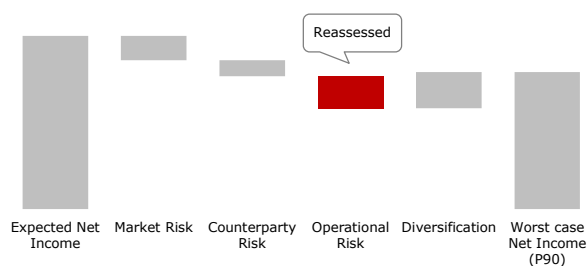 Reassessed
Expected Net
Income
Market Risk
Counterparty
Risk
Operational
Risk
Diversification
Worst case
Net Income
(P90)